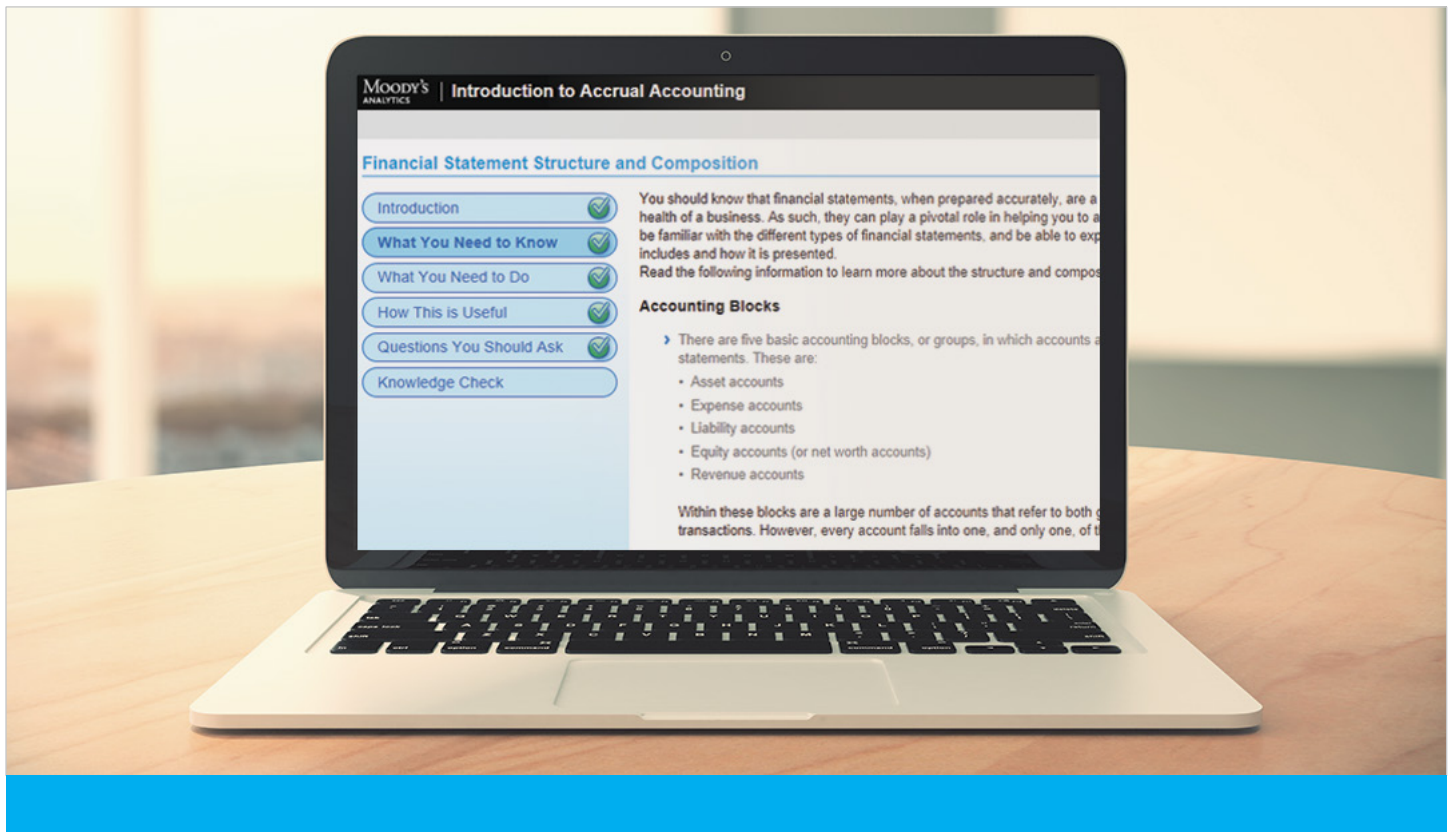 MOODY'S
ANALYTICS
Introduction to Accrual Accounting
Financial Statement Structure and Composition
Introduction
What You Need to Know
What You Need to Do
How This is Useful
Questions You Should Ask
Knowledge Check
You should know that financial statements, when prepared accurately, are a
health of a business. As such, they can play a pivotal role in helping you to a
be familiar with the different types of financial statements, and be able to exp
includes and how it is presented.
Read the following information to learn more about the structure and compos
Accounting Blocks
› There are five basic accounting blocks, or groups, in which accounts a
statements. These are:
• Asset accounts
• Expense accounts
• Liability accounts
• Equity accounts (or net worth accounts)
• Revenue accounts
Within these blocks are a large number of accounts that refer to both g
transactions. However, every account falls into one, and only one, of t